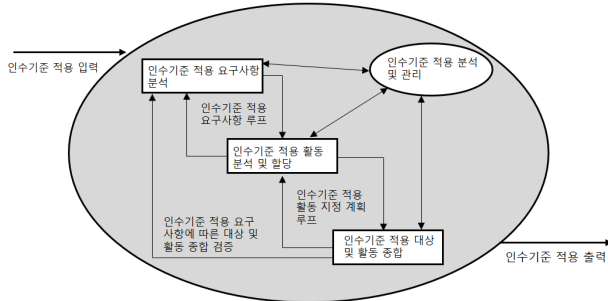 인수기준 적용 입력
인수기준 적용 요구사항
분석
인수기준 적용 분석
및 관리
인수기준 적용
요구사항 루프
인수기준 적용 활동
분석 및 할당
인수기준 적용
활동 지정 계획
루프
인수기준 적용 요구
사항에 따른 대상 및
활동 종합 검증
인수기준 적용 대상
및 활동 종합
인수기준 적용 출력